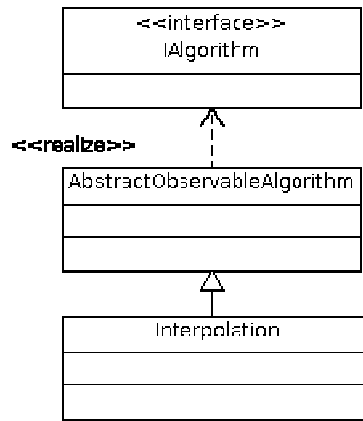 <<interface>>
IAlgorithm
<<realize>>
AbstractObservableAlgorithm
Interpolation